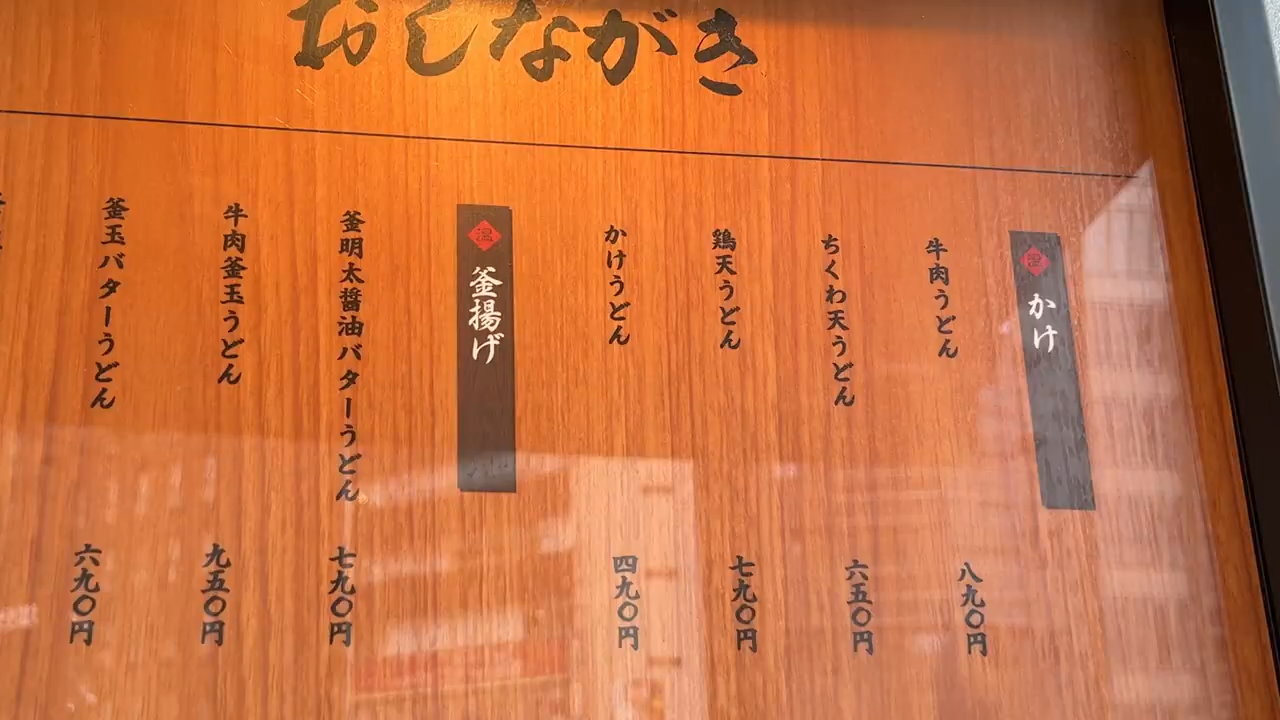 おしながき
温 かけ
牛肉うどん 八九〇円
ちくわ天うどん 六五〇円
鶏天うどん 七九〇円
かけうどん 四九〇円
温 釜揚げ
釜明太醤油バターうどん 七九〇円
牛肉釜玉うどん 九五〇円
釜玉バターうどん 六九〇円